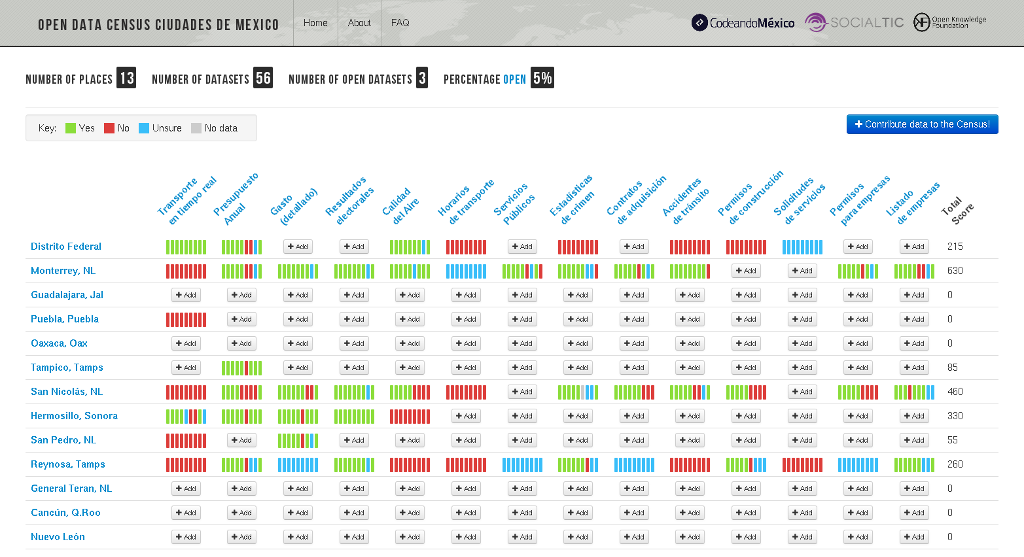 OPEN DATA CENSUS CIUDADES DE MEXICO
Home About FAQ
CodeandoMéxico SOCIALTIC Open Knowledge Foundation
NUMBER OF PLACES 13 NUMBER OF DATASETS 56 NUMBER OF OPEN DATASETS 3 PERCENTAGE OPEN 5%
Key: Yes No Unsure No data
+ Contribute data to the Census!
Transporte en tiempo real
Presupuesto Anual
Gasto (detallado)
Resultados electorales
Calidad del Aire
Horarios de transporte
Servicios Públicos
Estadísticas de crimen
Contratos de adquisición
Accidentes de tránsito
Permisos de construcción
Solicitudes de servicios
Permisos para empresas
Listado de empresas
Total Score
Distrito Federal + Add + Add + Add + Add + Add + Add 215
Monterrey, NL + Add + Add 630
Guadalajara, Jal + Add + Add + Add + Add + Add + Add + Add + Add + Add + Add + Add + Add + Add + Add 0
Puebla, Puebla + Add + Add + Add + Add + Add + Add + Add + Add + Add + Add + Add + Add + Add 0
Oaxaca, Oax + Add + Add + Add + Add + Add + Add + Add + Add + Add + Add + Add + Add + Add + Add 0
Tampico, Tamps + Add + Add + Add + Add + Add + Add + Add + Add + Add + Add + Add + Add + Add 85
San Nicolás, NL + Add + Add 460
Hermosillo, Sonora + Add + Add + Add + Add + Add + Add + Add + Add + Add 330
San Pedro, NL + Add + Add + Add + Add + Add + Add + Add + Add + Add + Add + Add + Add 55
Reynosa, Tamps 260
General Teran, NL + Add + Add + Add + Add + Add + Add + Add + Add + Add + Add + Add + Add + Add + Add 0
Cancún, Q.Roo + Add + Add + Add + Add + Add + Add + Add + Add + Add + Add + Add + Add + Add + Add 0
Nuevo León + Add + Add + Add + Add + Add + Add + Add + Add + Add + Add + Add + Add + Add + Add 0